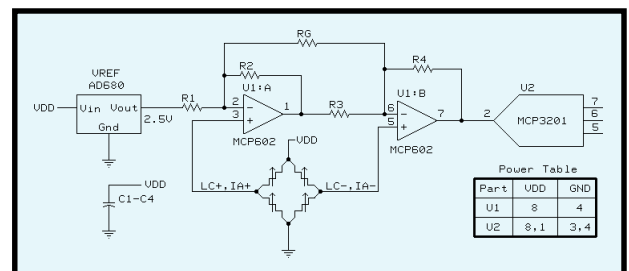 RG
R2
R4
VREF
AD680
U1:A
U1:B
U2
R1
VDD
Vin Vout
2.5V
Gnd
2
3
1
R3
6
5
7
2
MCP3201
7
6
5
MCP602
MCP602
VDD
LC+,IA+
LC-,IA-
VDD
C1-C4
Power Table
Part VDD GND
U1 8 4
U2 8,1 3,4